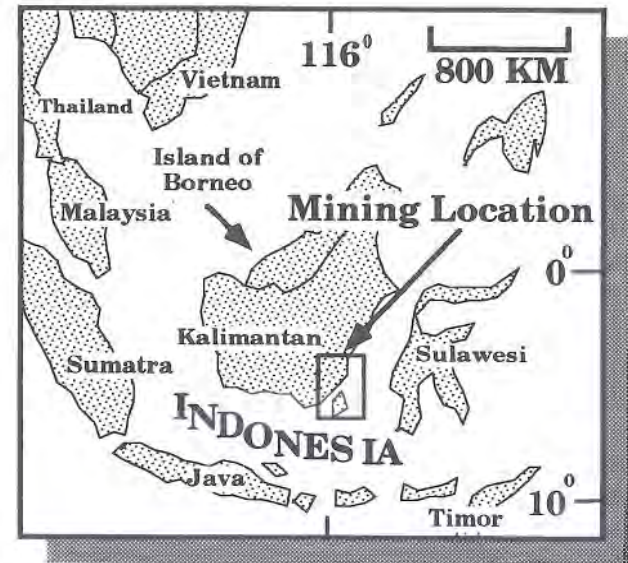 116⁰
800 KM
Vietnam
Thailand
Island of
Borneo
Malaysia
Mining Location
0⁰
Kalimantan
Sumatra
Sulawesi
INDONESIA
Java
10⁰
Timor